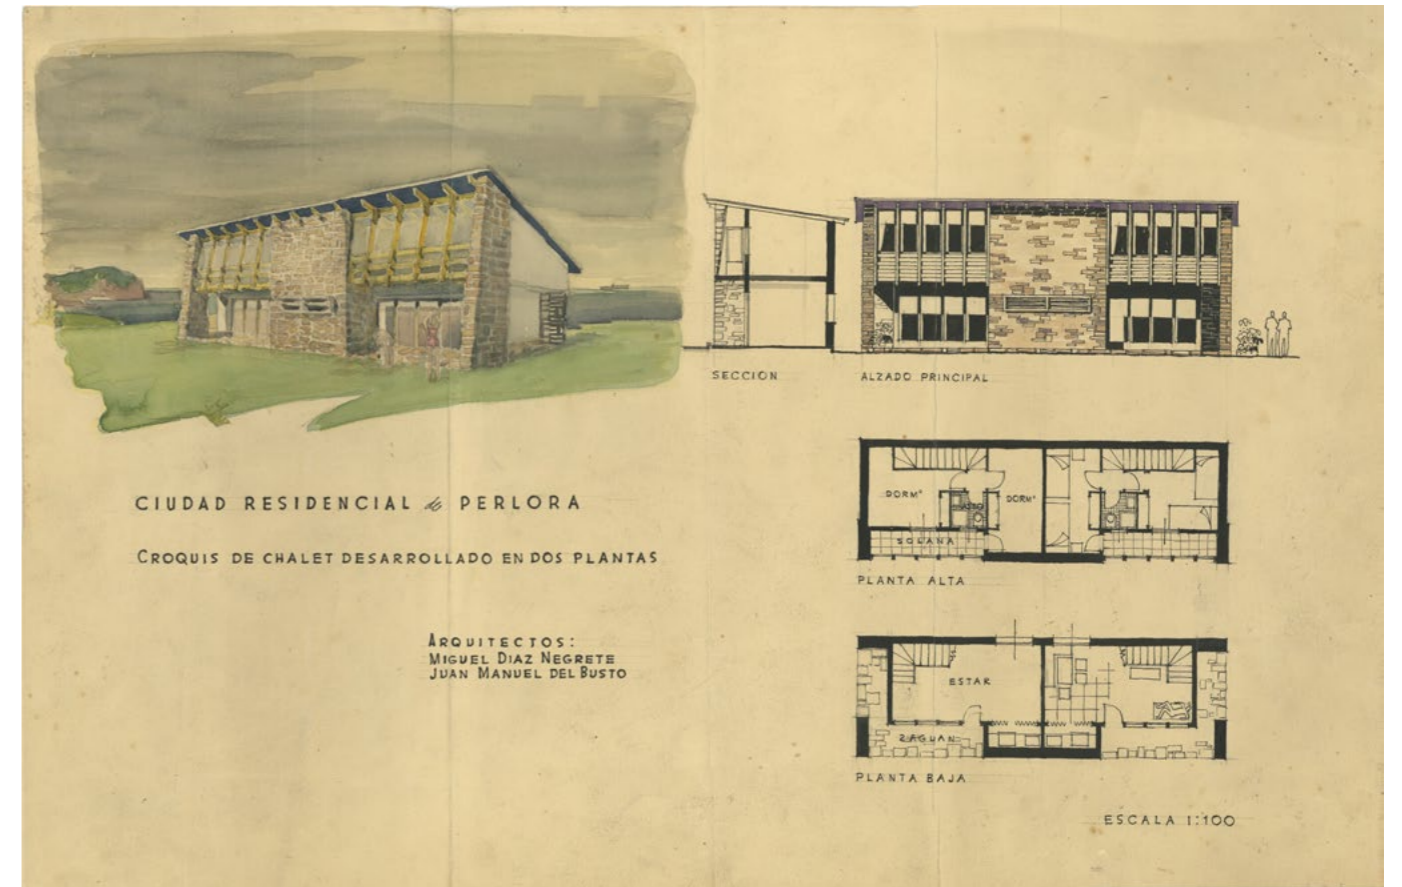 SECCION
ALZADO PRINCIPAL
CIUDAD RESIDENCIAL de PERLORA
CROQUIS DE CHALET DESARROLLADO EN DOS PLANTAS
ARQUITECTOS:
MIGUEL DIAZ NEGRETE
JUAN MANUEL DEL BUSTO
DORMº
ASEO
DORMº
SOLANA
PLANTA ALTA
ESTAR
ZAGUAN
PLANTA BAJA
ESCALA 1:100